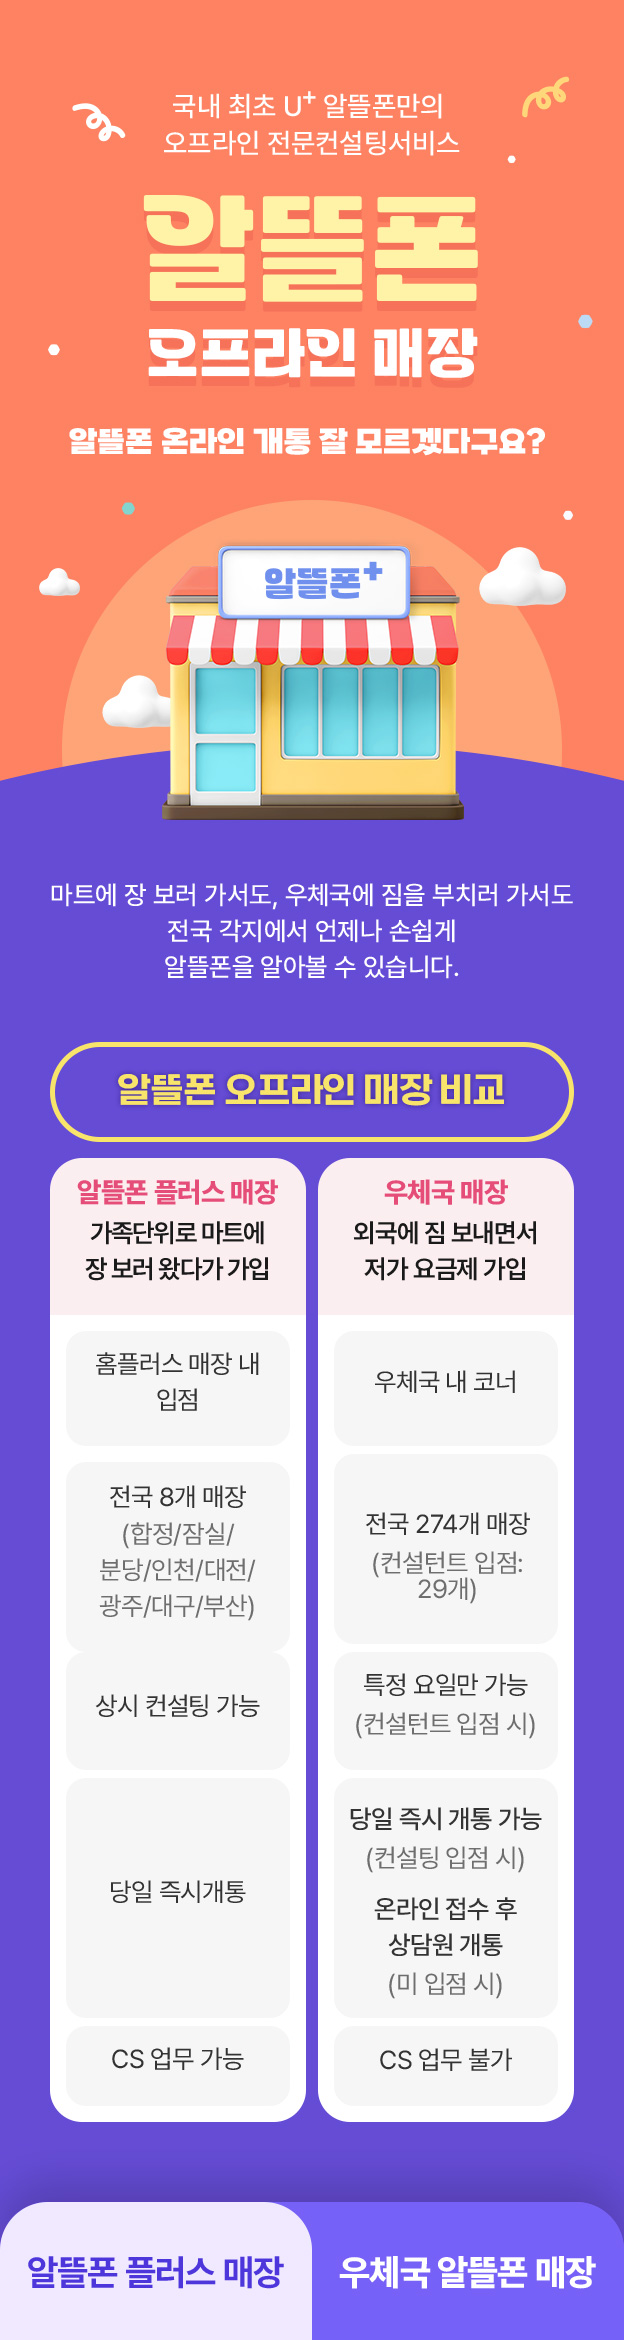 국내 최초 U+ 알뜰폰만의
오프라인 전문컨설팅서비스
알뜰폰
오프라인 매장
알뜰폰 온라인 개통 잘 모르겠다구요?
알뜰폰+
마트에 장 보러 가서도, 우체국에 짐을 부치러 가서도
전국 각지에서 언제나 손쉽게
알뜰폰을 알아볼 수 있습니다.
알뜰폰 오프라인 매장 비교
알뜰폰 플러스 매장
가족단위로 마트에
장 보러 왔다가 가입
홈플러스 매장 내
입점
전국 8개 매장
(합정/잠실/
분당/인천/대전/
광주/대구/부산)
상시 컨설팅 가능
당일 즉시개통
CS 업무 가능
우체국 매장
외국에 짐 보내면서
저가 요금제 가입
우체국 내 코너
전국 274개 매장
(컨설턴트 입점:
29개)
특정 요일만 가능
(컨설턴트 입점 시)
당일 즉시 개통 가능
(컨설팅 입점 시)
온라인 접수 후
상담원 개통
(미 입점 시)
CS 업무 불가
알뜰폰 플러스 매장
우체국 알뜰폰 매장